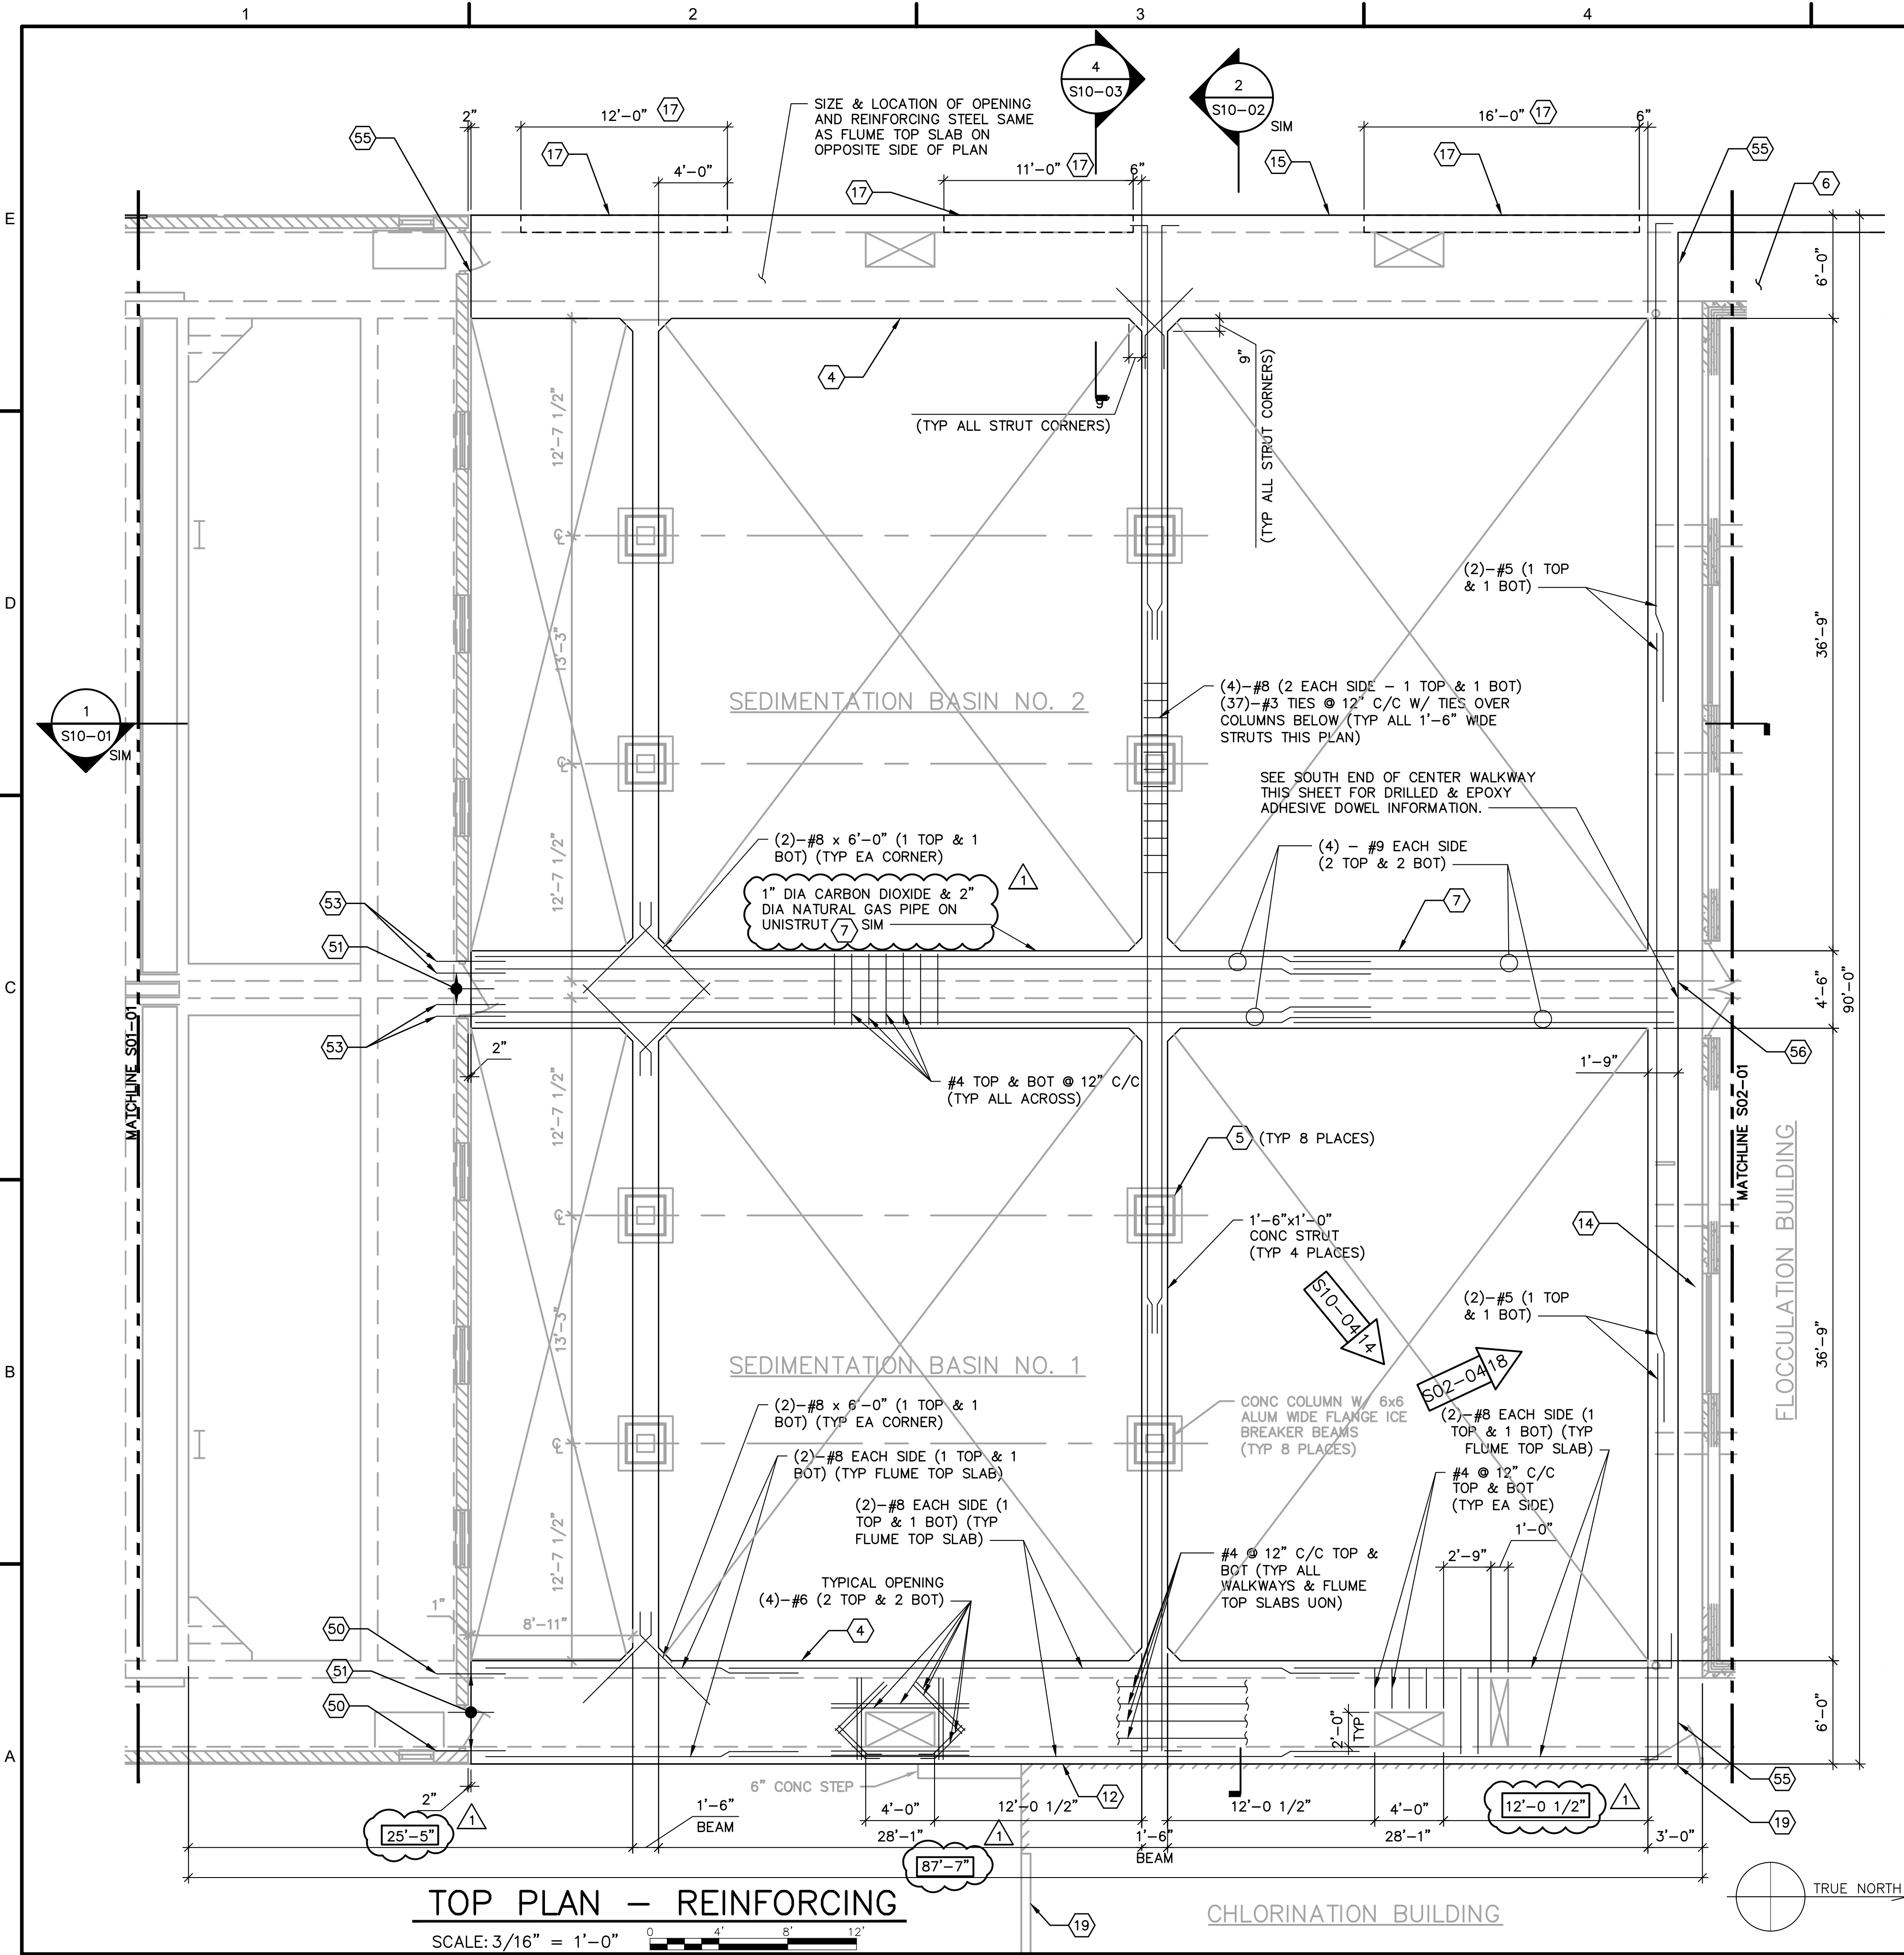 1
2
3
4
E
D
C
B
A
4
S10-03
2
S10-02
SIM
SIZE & LOCATION OF OPENING
AND REINFORCING STEEL SAME
AS FLUME TOP SLAB ON
OPPOSITE SIDE OF PLAN
2"
12'-0" 17
4'-0"
11'-0" 17
6"
16'-0" 17
6"
55
17
17
15
17
55
6
6'-0"
4
9"
(TYP ALL STRUT CORNERS)
9"
(TYP ALL STRUT CORNERS)
12'-7 1/2"
13'-3"
12'-7 1/2"
(2)-#5 (1 TOP
& 1 BOT)
36'-9"
SEDIMENTATION BASIN NO. 2
(4)-#8 (2 EACH SIDE - 1 TOP & 1 BOT)
(37)-#3 TIES @ 12" C/C W/ TIES OVER
COLUMNS BELOW (TYP ALL 1'-6" WIDE
STRUTS THIS PLAN)
1
S10-01
SIM
SEE SOUTH END OF CENTER WALKWAY
THIS SHEET FOR DRILLED & EPOXY
ADHESIVE DOWEL INFORMATION.
(2)-#8 x 6'-0" (1 TOP & 1
BOT) (TYP EA CORNER)
(4) - #9 EACH SIDE
(2 TOP & 2 BOT)
1" DIA CARBON DIOXIDE & 2"
DIA NATURAL GAS PIPE ON
UNISTRUT 7 SIM
1
7
53
51
53
4'-6"
90'-0"
56
2"
1'-9"
MATCHLINE S01-01
MATCHLINE S02-01
#4 TOP & BOT @ 12" C/C
(TYP ALL ACROSS)
12'-7 1/2"
13'-3"
12'-7 1/2"
5 (TYP 8 PLACES)
1'-6"x1'-0"
CONC STRUT
(TYP 4 PLACES)
14
FLOCCULATION BUILDING
S10-04 14
S02-04 18
(2)-#5 (1 TOP
& 1 BOT)
36'-9"
SEDIMENTATION BASIN NO. 1
CONC COLUMN W/ 6x6
ALUM WIDE FLANGE ICE
BREAKER BEAMS
(TYP 8 PLACES)
(2)-#8 x 6'-0" (1 TOP & 1
BOT) (TYP EA CORNER)
(2)-#8 EACH SIDE (1 TOP & 1
BOT) (TYP FLUME TOP SLAB)
(2)-#8 EACH SIDE (1
TOP & 1 BOT) (TYP
FLUME TOP SLAB)
(2)-#8 EACH SIDE (1
TOP & 1 BOT) (TYP
FLUME TOP SLAB)
#4 @ 12" C/C
TOP & BOT
(TYP EA SIDE)
#4 @ 12" C/C TOP &
BOT (TYP ALL
WALKWAYS & FLUME
TOP SLABS UON)
TYPICAL OPENING
(4)-#6 (2 TOP & 2 BOT)
1'-0"
2'-9"
1"
8'-11"
50
51
50
4
2'-0"
TYP
6'-0"
6" CONC STEP
12
55
19
2"
25'-5"
1
1'-6"
BEAM
4'-0"
12'-0 1/2"
28'-1"
1'-6"
BEAM
12'-0 1/2"
4'-0"
12'-0 1/2"
1
28'-1"
3'-0"
87'-7"
1
19
TOP PLAN - REINFORCING
SCALE: 3/16" = 1'-0"
0 4' 8' 12'
CHLORINATION BUILDING
TRUE NORTH